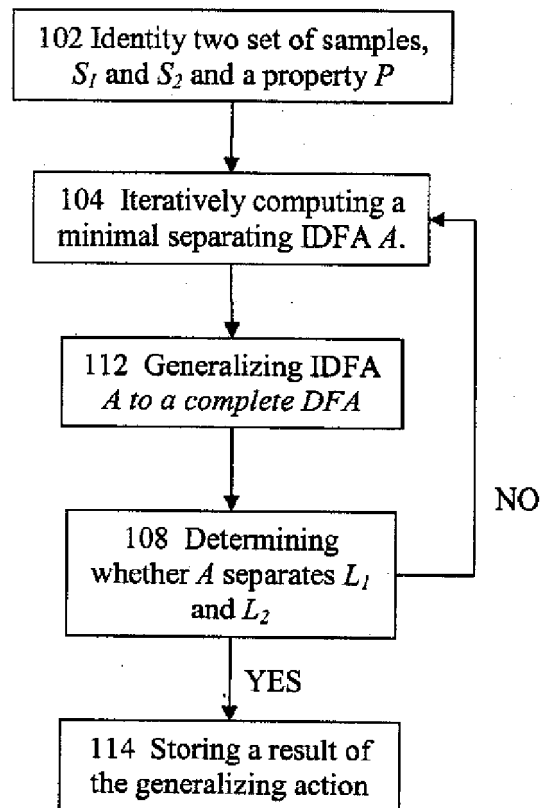 102 Identity two set of samples,
S1 and S2 and a property P
104 Iteratively computing a
minimal separating IDFA A.
112 Generalizing IDFA
A to a complete DFA
NO
108 Determining
whether A separates L1
and L2
YES
114 Storing a result of
the generalizing action